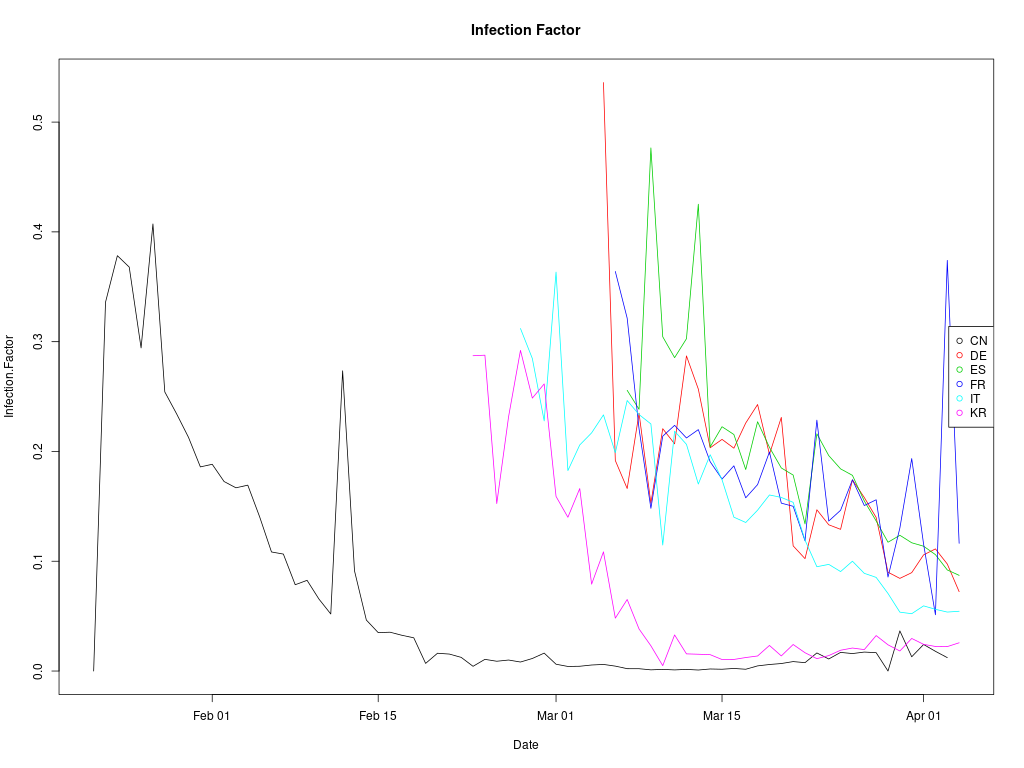 Infection Factor
Infection.Factor
0.5
0.4
0.3
0.2
0.1
0.0
CN
DE
ES
FR
IT
KR
Feb 01
Feb 15
Mar 01
Mar 15
Apr 01
Date